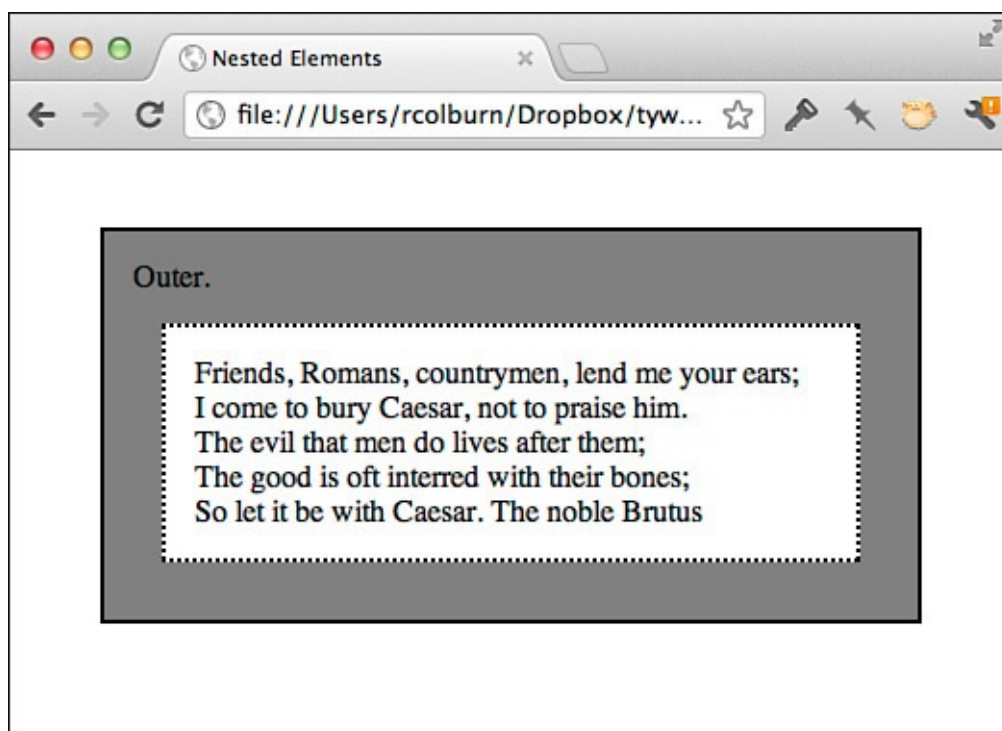 Nested Elements
file:///Users/rcolburn/Dropbox/tyw...
Outer.
Friends, Romans, countrymen, lend me your ears;
I come to bury Caesar, not to praise him.
The evil that men do lives after them;
The good is oft interred with their bones;
So let it be with Caesar. The noble Brutus